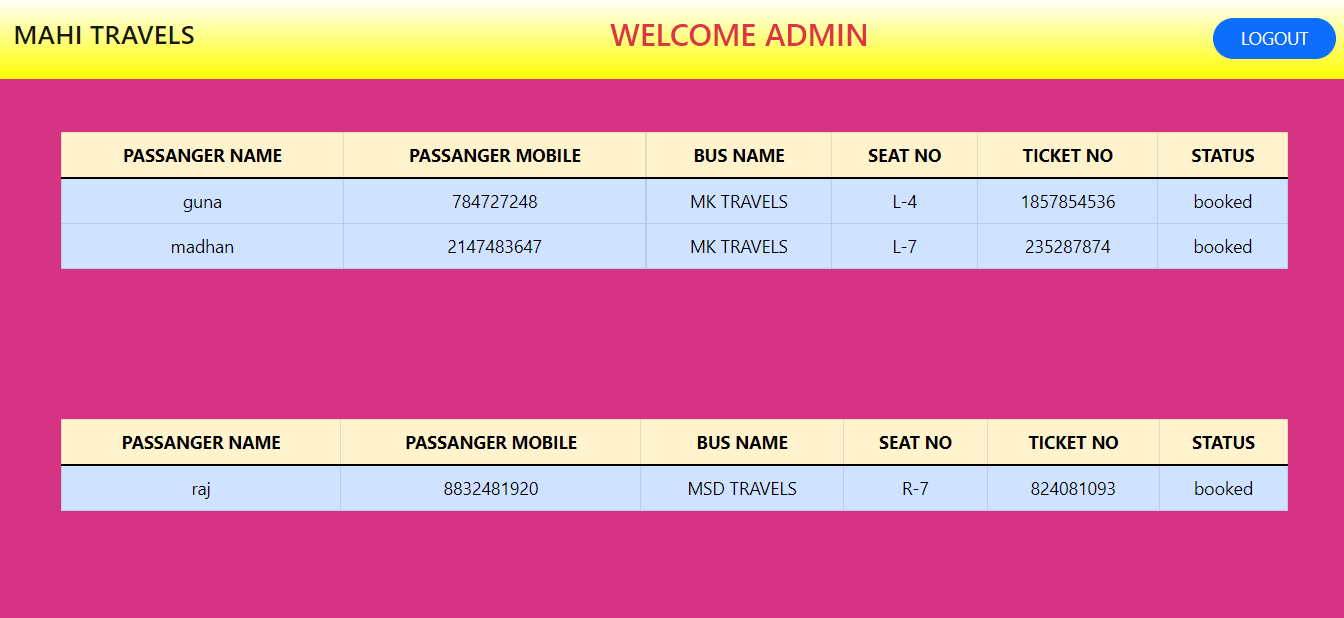 MAHI TRAVELS WELCOME ADMIN LOGOUT
PASSANGER NAME PASSANGER MOBILE BUS NAME SEAT NO TICKET NO STATUS
guna 784727248 MK TRAVELS L-4 1857854536 booked
madhan 2147483647 MK TRAVELS L-7 235287874 booked
PASSANGER NAME PASSANGER MOBILE BUS NAME SEAT NO TICKET NO STATUS
raj 8832481920 MSD TRAVELS R-7 824081093 booked